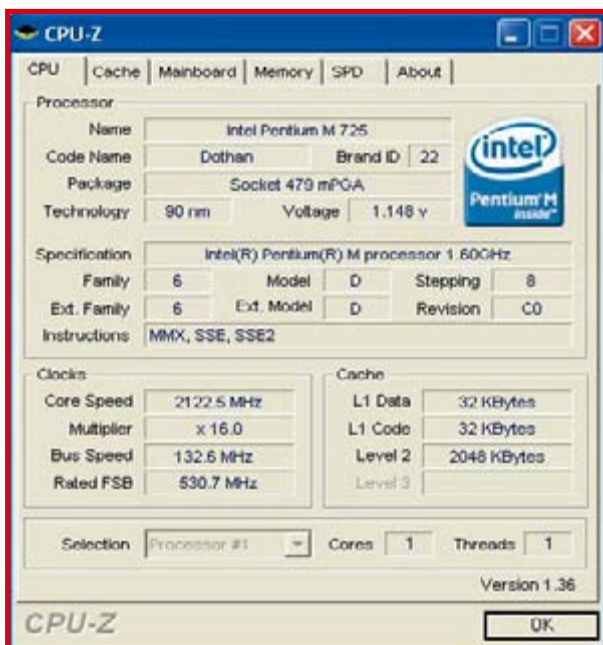 CPU-Z
CPU Cache Mainboard Memory SPD About
Processor
Name Intel Pentium M 725
Code Name Dothan Brand ID 22
Package Socket 479 mPGA
Technology 90 nm Voltage 1.148 v
intel
Pentium M
inside™
Specification Intel(R) Pentium(R) M processor 1.60GHz
Family 6 Model D Stepping 8
Ext. Family 6 Ext. Model D Revision C0
Instructions MMX, SSE, SSE2
Clocks
Core Speed 2122.5 MHz
Multiplier x 16.0
Bus Speed 132.6 MHz
Rated FSB 530.7 MHz
Cache
L1 Data 32 KBytes
L1 Code 32 KBytes
Level 2 2048 KBytes
Level 3
Selection Processor #1 Cores 1 Threads 1
Version 1.36
CPU-Z OK